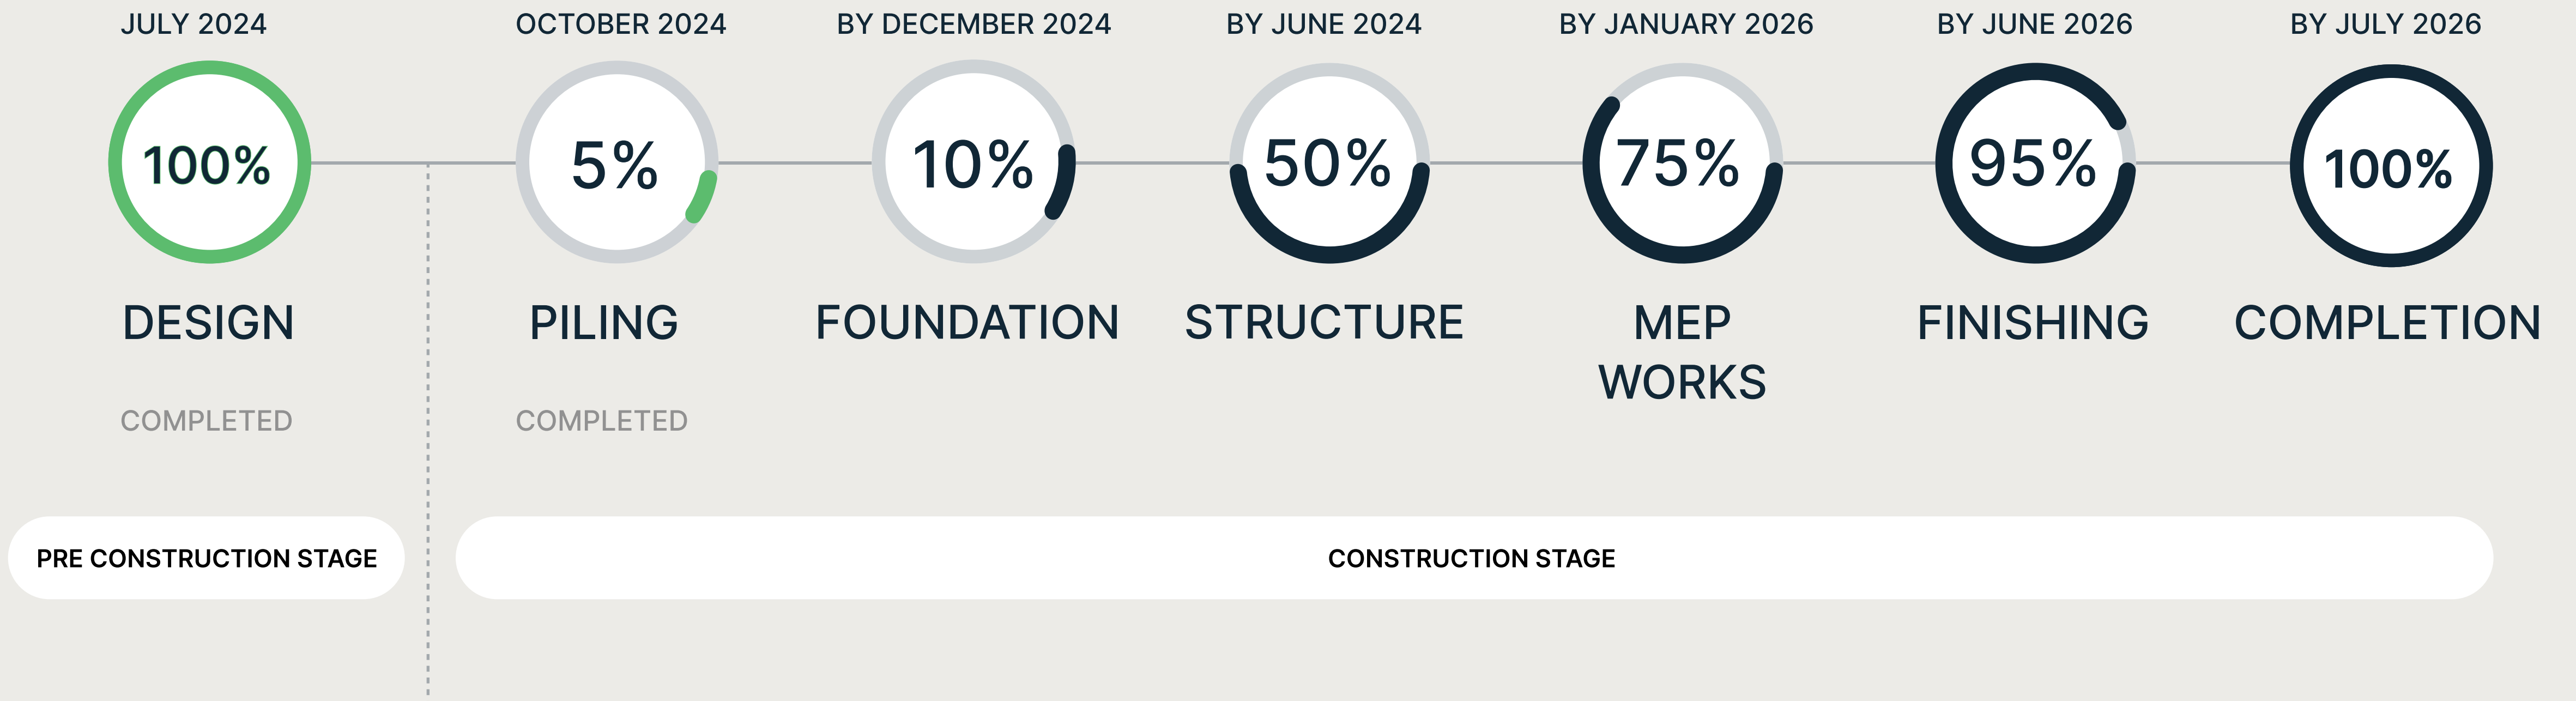 JULY 2024
OCTOBER 2024
BY DECEMBER 2024
BY JUNE 2024
BY JANUARY 2026
BY JUNE 2026
BY JULY 2026
100%
5%
10%
50%
75%
95%
100%
DESIGN
PILING
FOUNDATION
STRUCTURE
MEP
WORKS
FINISHING
COMPLETION
COMPLETED
COMPLETED
PRE CONSTRUCTION STAGE
CONSTRUCTION STAGE